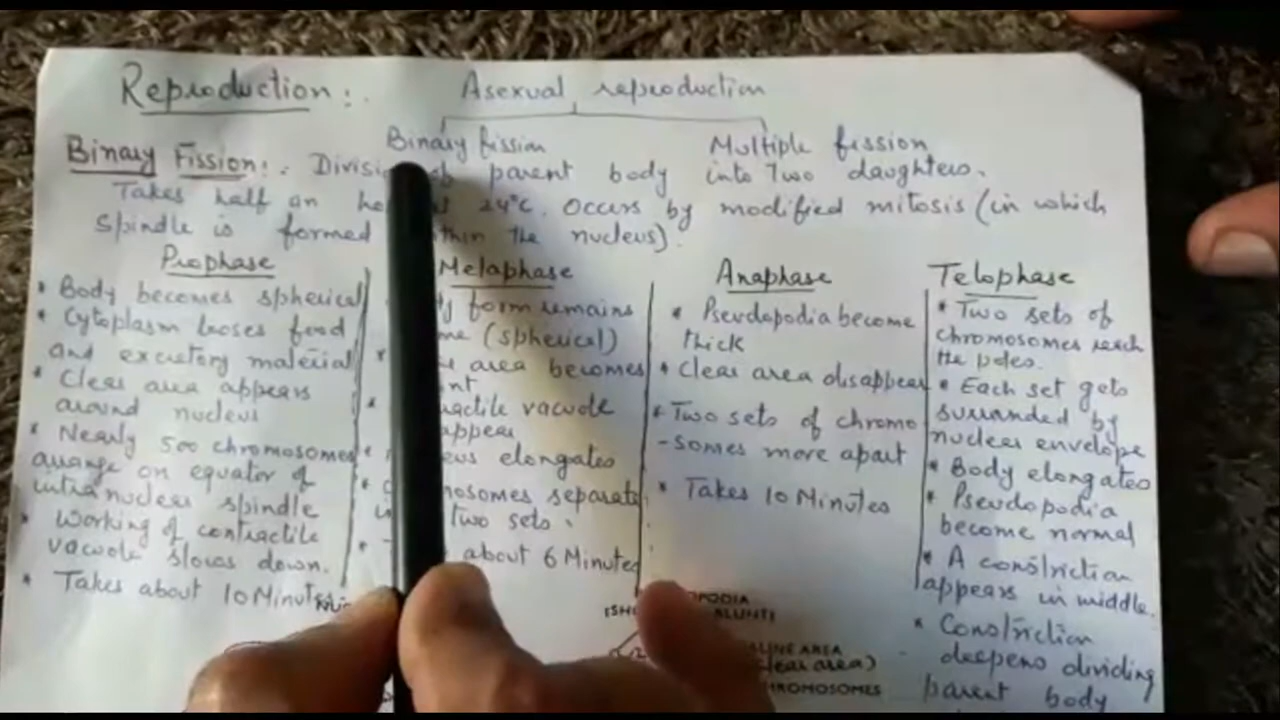 Reproduction:. Asexual reproduction
Binary fission Multiple fission
Binary Fission:. of parent body into Two daughters.
Takes half an 24°C. Occurs by modified mitosis (in which
spindle is formed the nucleus).
Prophase
* Body becomes spherical
* Cytoplasm looses food
and excretory material
* Clear area appears
around nucleus
* Nearly 500 chromosomes
arrange on equator of
intra nuclear spindle
* Working of contractile
vacuole slows down.
* Takes about 10 Minutes
Metaphase
form remains
(spherical)
* area becomes
*
vacuole
* elongates
* separate
two sets.
* about 6 Minutes
Anaphase
* Pseudopodia become
thick
* Clear area disappear
* Two sets of chromo
-somes move apart
* Takes 10 Minutes
Telophase
* Two sets of
chromosomes reach
the poles.
* Each set gets
surrounded by
nuclear envelope
* Body elongates
* Pseudopodia
become normal
* A constriction
appears in middle.
* Constriction
deepens dividing
parent body